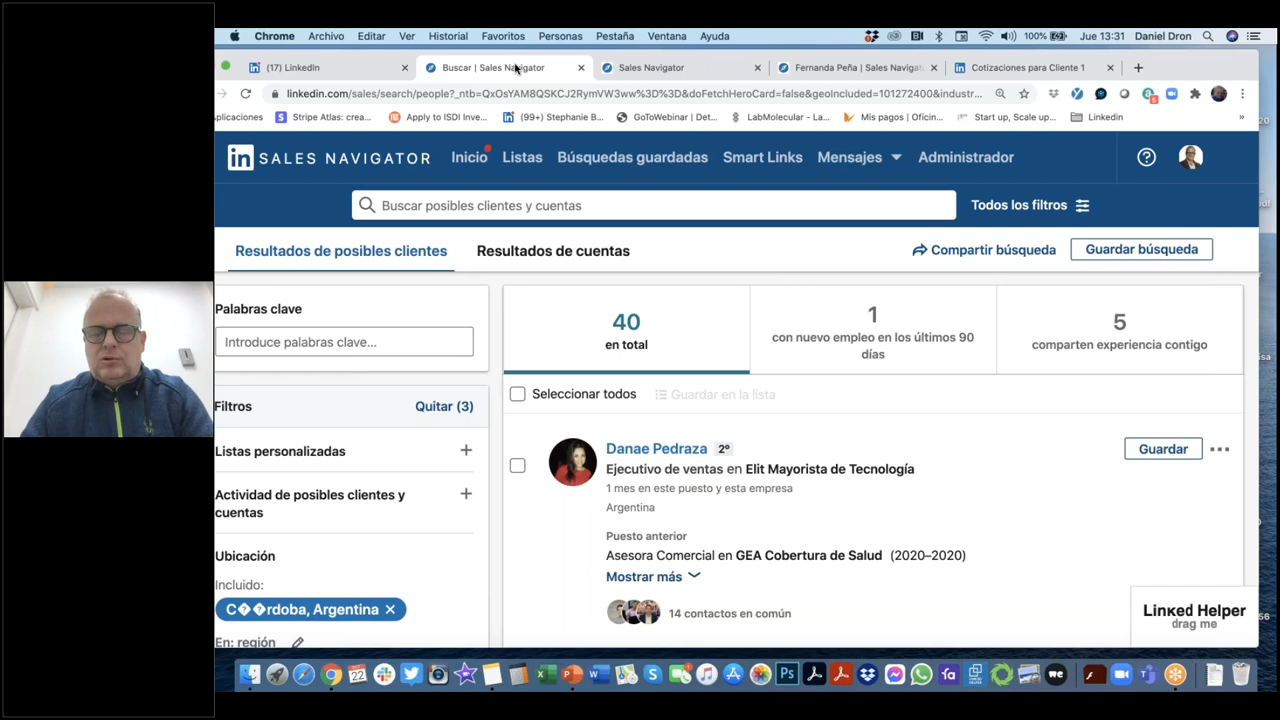 Chrome Archivo Editar Ver Historial Favoritos Personas Pestaña Ventana Ayuda 100% Jue 13:31 Daniel Dron
(17) LinkedIn
Buscar | Sales Navigator
Sales Navigator
Fernanda Peña | Sales Navigat
Cotizaciones para Cliente 1
linkedin.com/sales/search/people?_ntb=QxOsYAM8QSKCJ2RymVW3ww%3D%3D&doFetchHeroCard=false&geoIncluded=101272400&industr...
plicaciones Stripe Atlas: crea... Apply to ISDI Inve... (99+) Stephanie B... GoToWebinar | Det... LabMolecular - La... Mis pagos | Oficin... Start up, Scale up... Linkedin »
in SALES NAVIGATOR Inicio Listas Búsquedas guardadas Smart Links Mensajes Administrador
Buscar posibles clientes y cuentas
Todos los filtros
Resultados de posibles clientes
Resultados de cuentas
Compartir búsqueda
Guardar búsqueda
Palabras clave
Introduce palabras clave...
Filtros
Quitar (3)
Listas personalizadas +
Actividad de posibles clientes y
cuentas +
Ubicación
Incluido:
C��rdoba, Argentina ✕
En: región
40
en total
1
con nuevo empleo en los últimos 90
días
5
comparten experiencia contigo
Seleccionar todos
Guardar en la lista
Danae Pedraza 2º
Ejecutivo de ventas en Elit Mayorista de Tecnología
1 mes en este puesto y esta empresa
Argentina
Puesto anterior
Asesora Comercial en GEA Cobertura de Salud (2020–2020)
Mostrar más
14 contactos en común
Guardar
Linked Helper
drag me